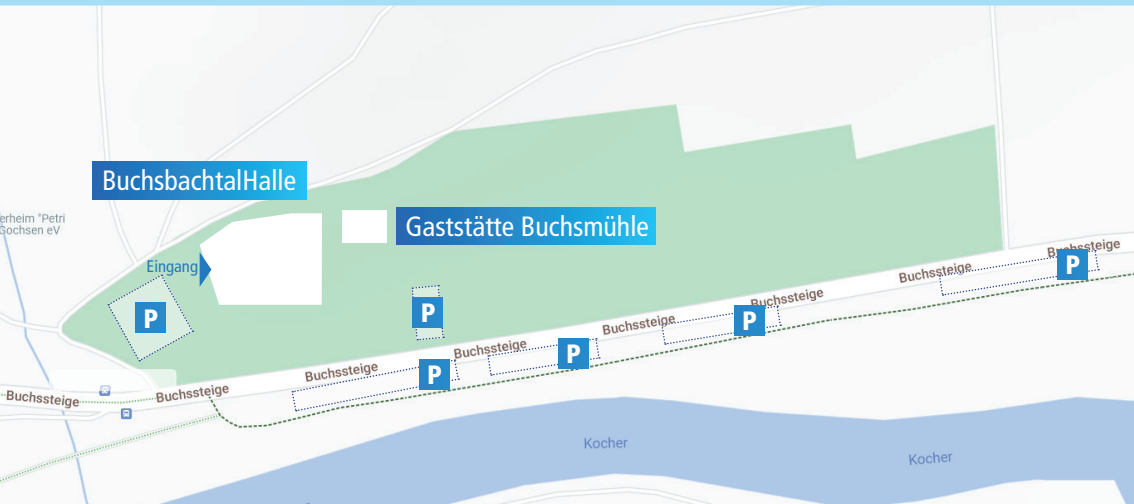 BuchsbachtalHalle
erheim "Petri
Gochsen eV
Gaststätte Buchsmühle
Eingang
P
P
P
P
P
P
Buchssteige
Buchssteige
Buchssteige
Buchssteige
Buchssteige
Buchssteige
Buchssteige
Buchssteige
Kocher
Kocher